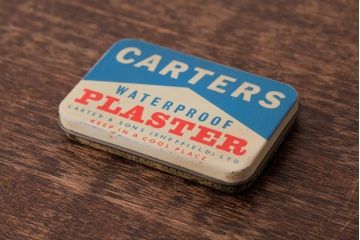 CARTERS
WATERPROOF
PLASTER
CARTER & SONS (SHEFFIELD) LTD
KEEP IN A COOL PLACE